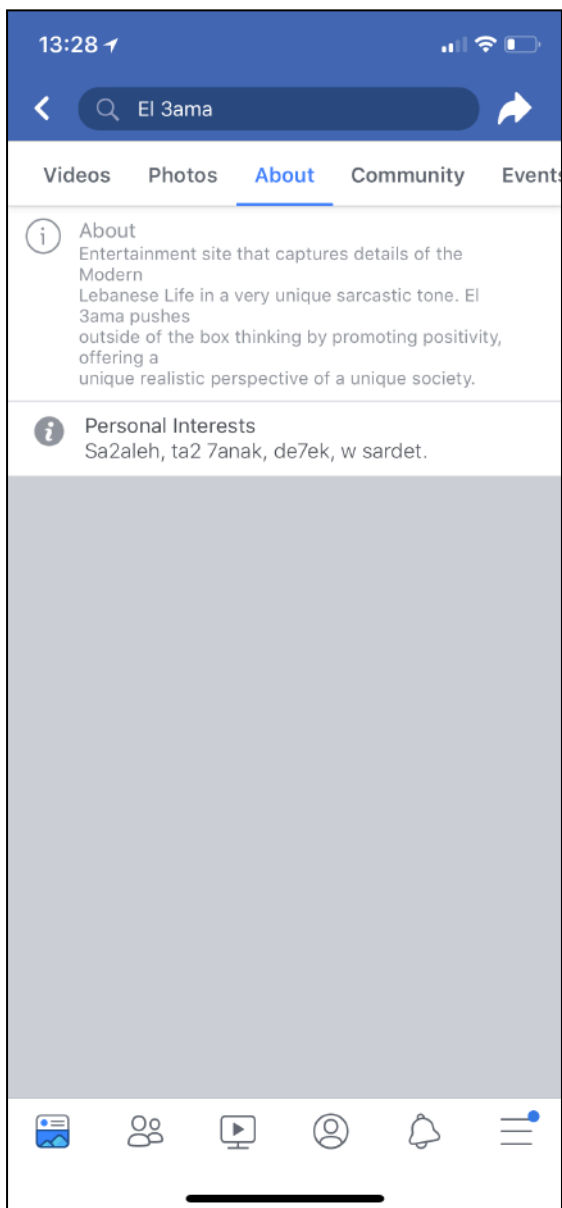 13:28
El 3ama
Videos Photos About Community Events
About
Entertainment site that captures details of the
Modern
Lebanese Life in a very unique sarcastic tone. El
3ama pushes
outside of the box thinking by promoting positivity,
offering a
unique realistic perspective of a unique society.
Personal Interests
Sa2aleh, ta2 7anak, de7ek, w sardet.